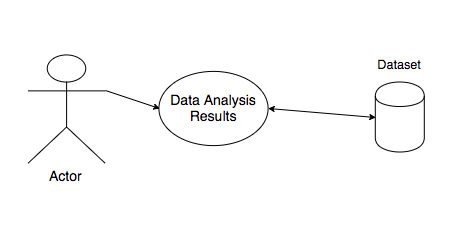 Dataset
Data Analysis
Results
Actor